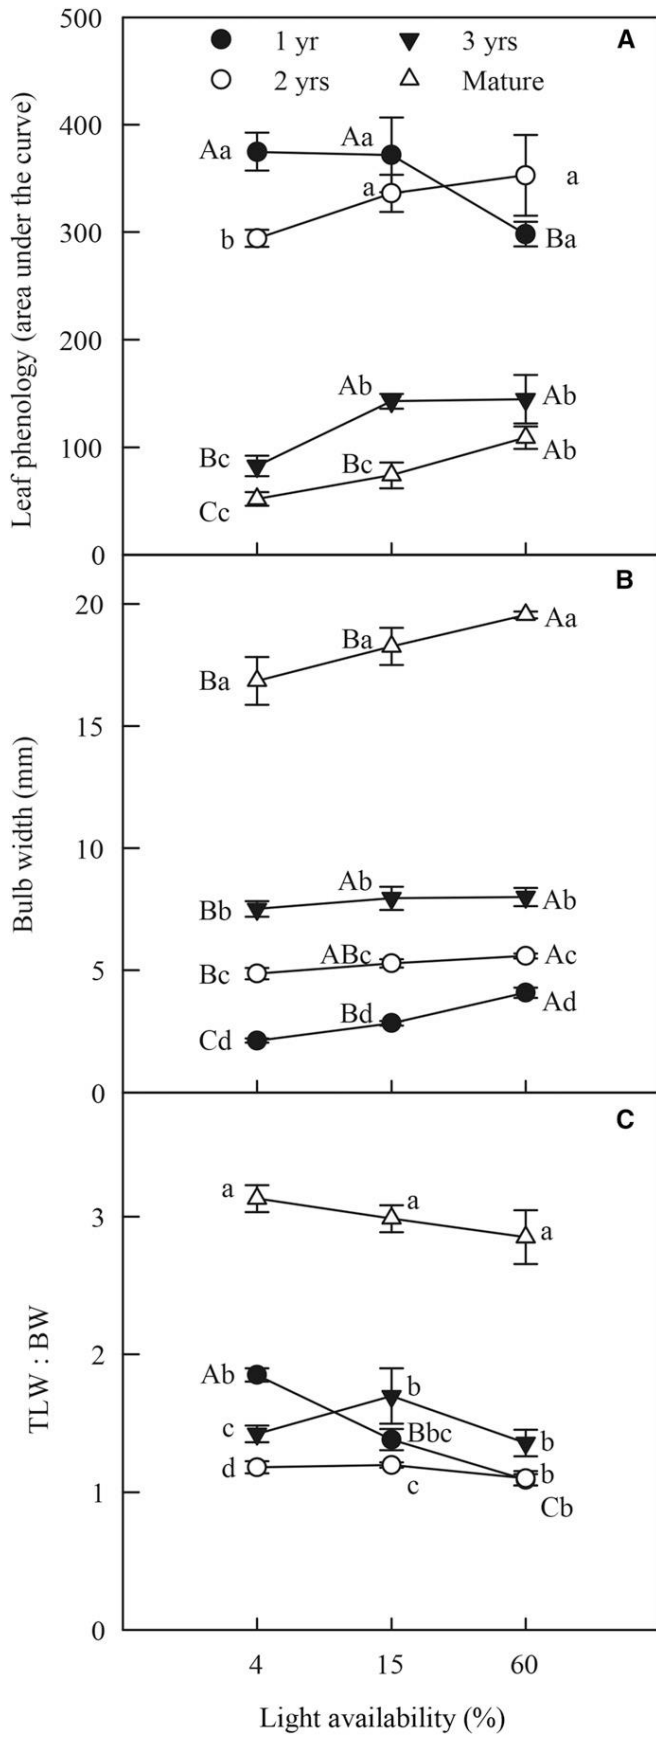 500
1 yr
3 yrs
A
2 yrs
Mature
400
Aa
Aa
a
a
b
300
Ba
200
Ab
Ab
Bc
Bc
Ab
100
Cc
0
Leaf phenology (area under the curve)
B
20
Aa
Ba
Ba
15
10
Ab
Bb
Ab
ABc
Ac
Bc
5
Bd
Ad
Cd
0
Bulb width (mm)
C
a
a
a
3
2
Ab
b
c
Bbc
b
d
c
b
Cb
1
0
TLW : BW
4
15
60
Light availability (%)